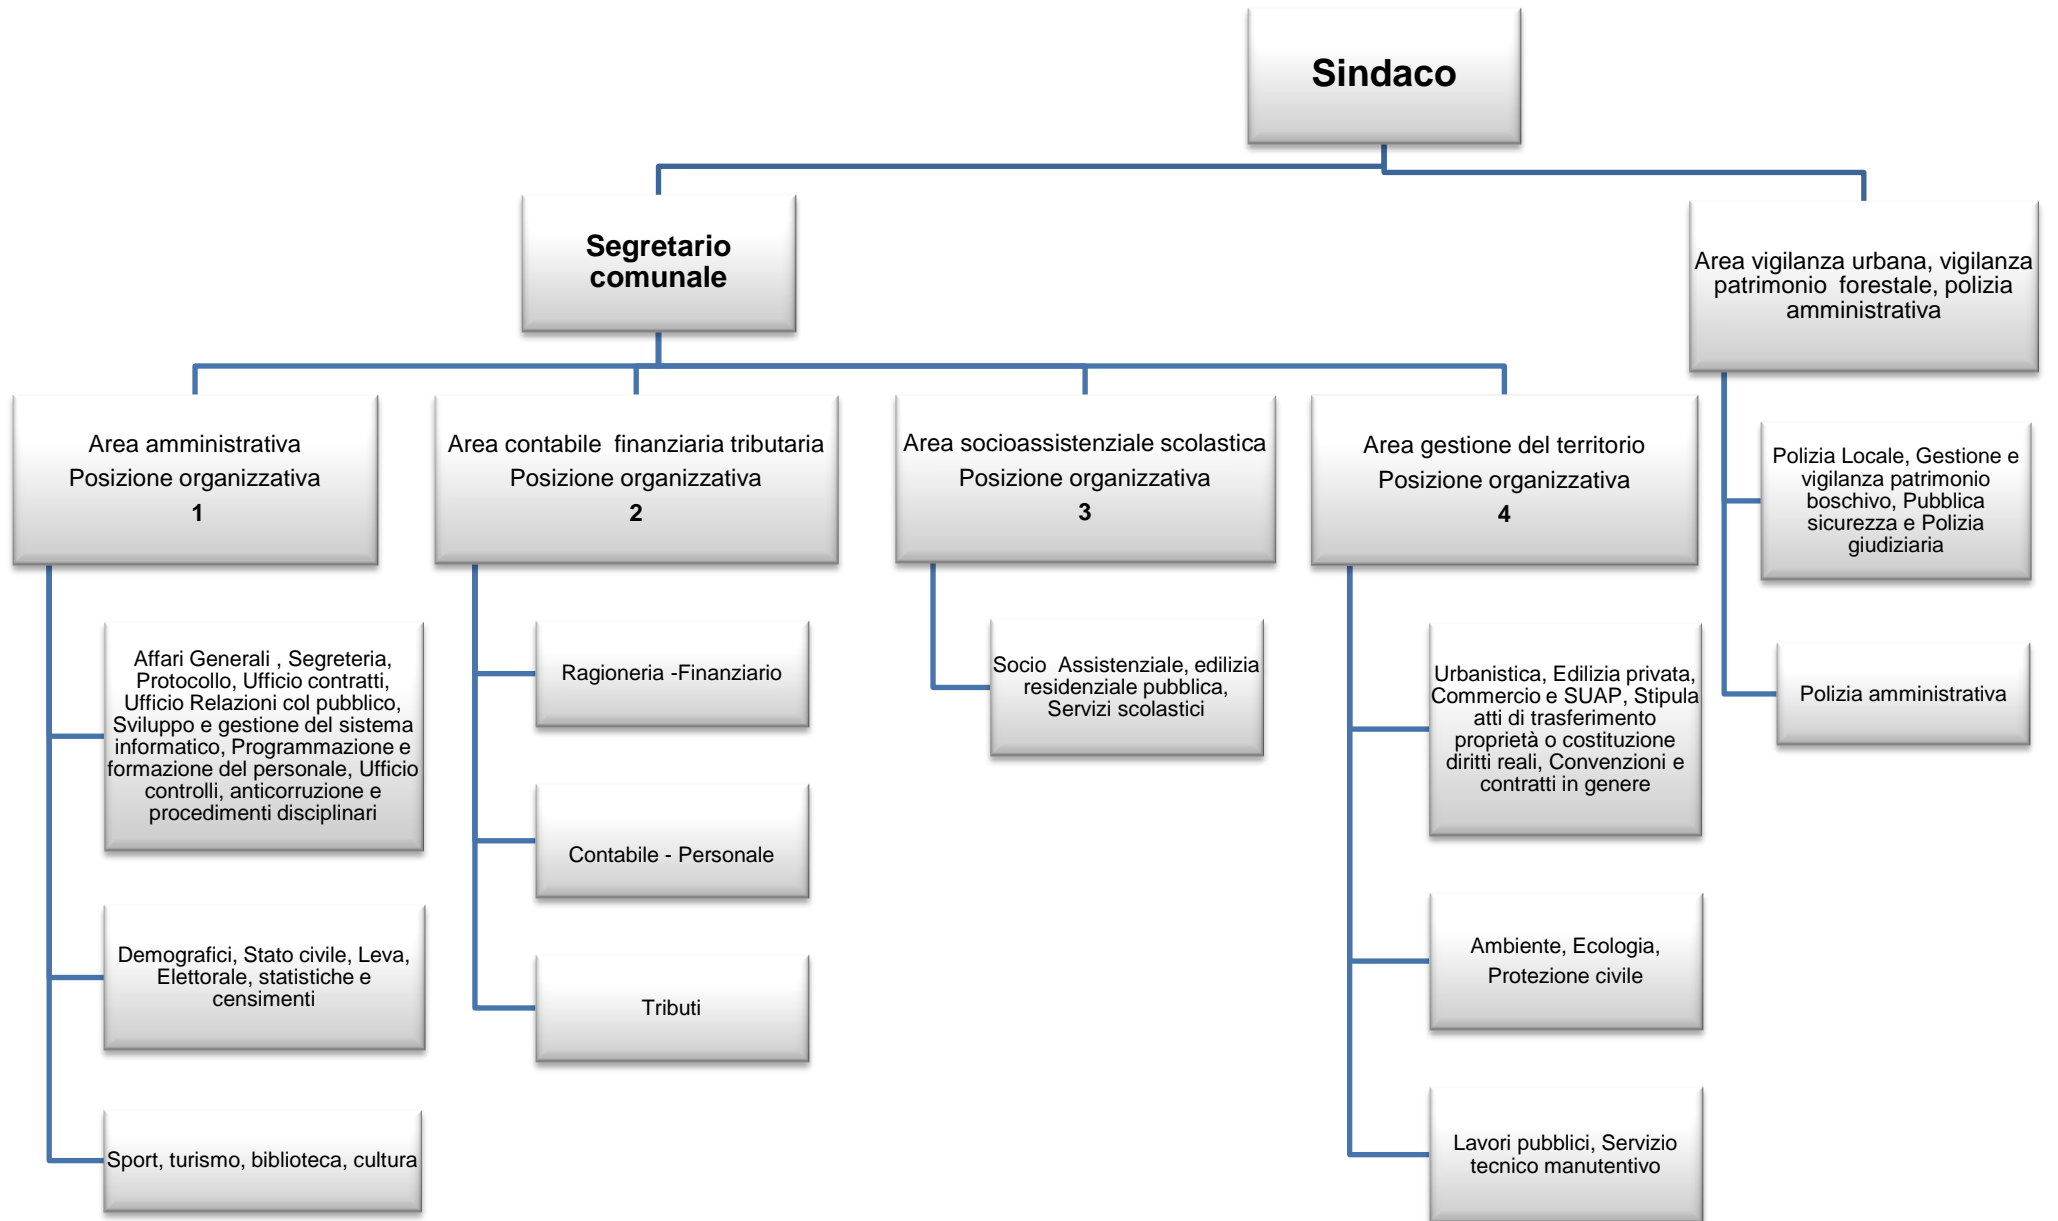 Sindaco
Segretario
comunale
Area vigilanza urbana, vigilanza
patrimonio forestale, polizia
amministrativa
Area amministrativa
Posizione organizzativa
1
Area contabile finanziaria tributaria
Posizione organizzativa
2
Area socioassistenziale scolastica
Posizione organizzativa
3
Area gestione del territorio
Posizione organizzativa
4
Polizia Locale, Gestione e
vigilanza patrimonio
boschivo, Pubblica
sicurezza e Polizia
giudiziaria
Polizia amministrativa
Affari Generali , Segreteria,
Protocollo, Ufficio contratti,
Ufficio Relazioni col pubblico,
Sviluppo e gestione del sistema
informatico, Programmazione e
formazione del personale, Ufficio
controlli, anticorruzione e
procedimenti disciplinari
Demografici, Stato civile, Leva,
Elettorale, statistiche e
censimenti
Sport, turismo, biblioteca, cultura
Ragioneria -Finanziario
Contabile - Personale
Tributi
Socio Assistenziale, edilizia
residenziale pubblica,
Servizi scolastici
Urbanistica, Edilizia privata,
Commercio e SUAP, Stipula
atti di trasferimento
proprietà o costituzione
diritti reali, Convenzioni e
contratti in genere
Ambiente, Ecologia,
Protezione civile
Lavori pubblici, Servizio
tecnico manutentivo